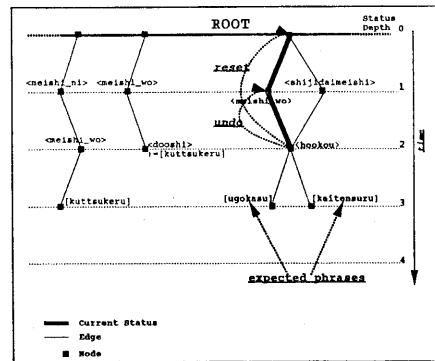 ROOT
Status
Depth 0
reset
<meishi_ni> <meishi_wo> <shijidaimeishi>
1
<meishi_wo>
undo
<meishi_wo> <dooshi> <hookou> 2
)=[kuttsukeru]
time
[kuttsukeru] [ugokasu] [kaitensuru] 3
4
expected phrases
Current Status
Edge
Node